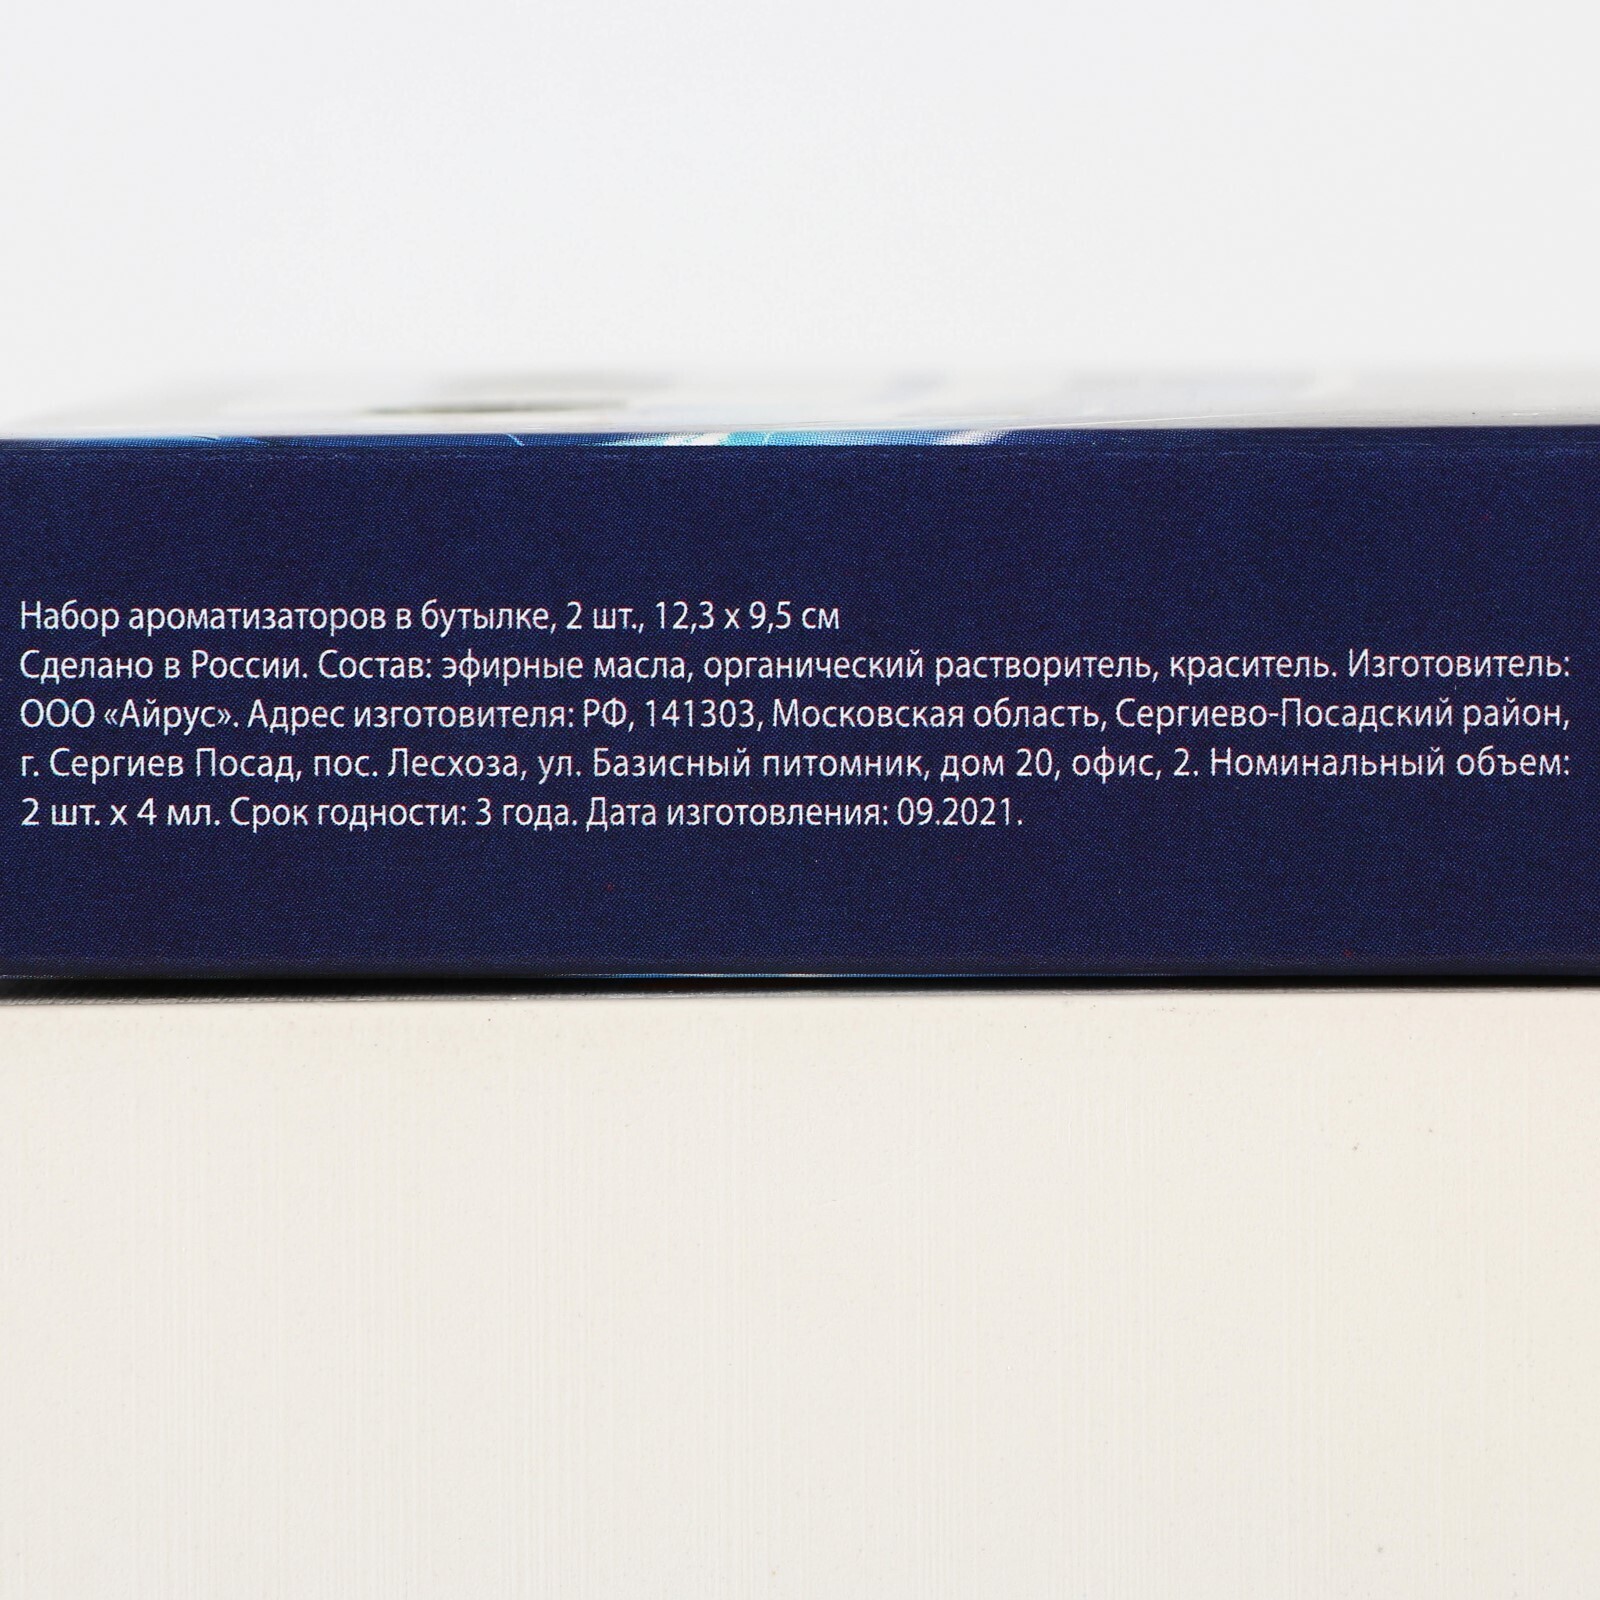 Набор ароматизаторов в бутылке, 2 шт., 12,3 х 9,5 см
Сделано в России. Состав: эфирные масла, органический растворитель, краситель. Изготовитель:
ООО «Айрус». Адрес изготовителя: РФ, 141303, Московская область, Сергиево-Посадский район,
г. Сергиев Посад, пос. Лесхоза, ул. Базисный питомник, дом 20, офис, 2. Номинальный объем:
2 шт. х 4 мл. Срок годности: 3 года. Дата изготовления: 09.2021.